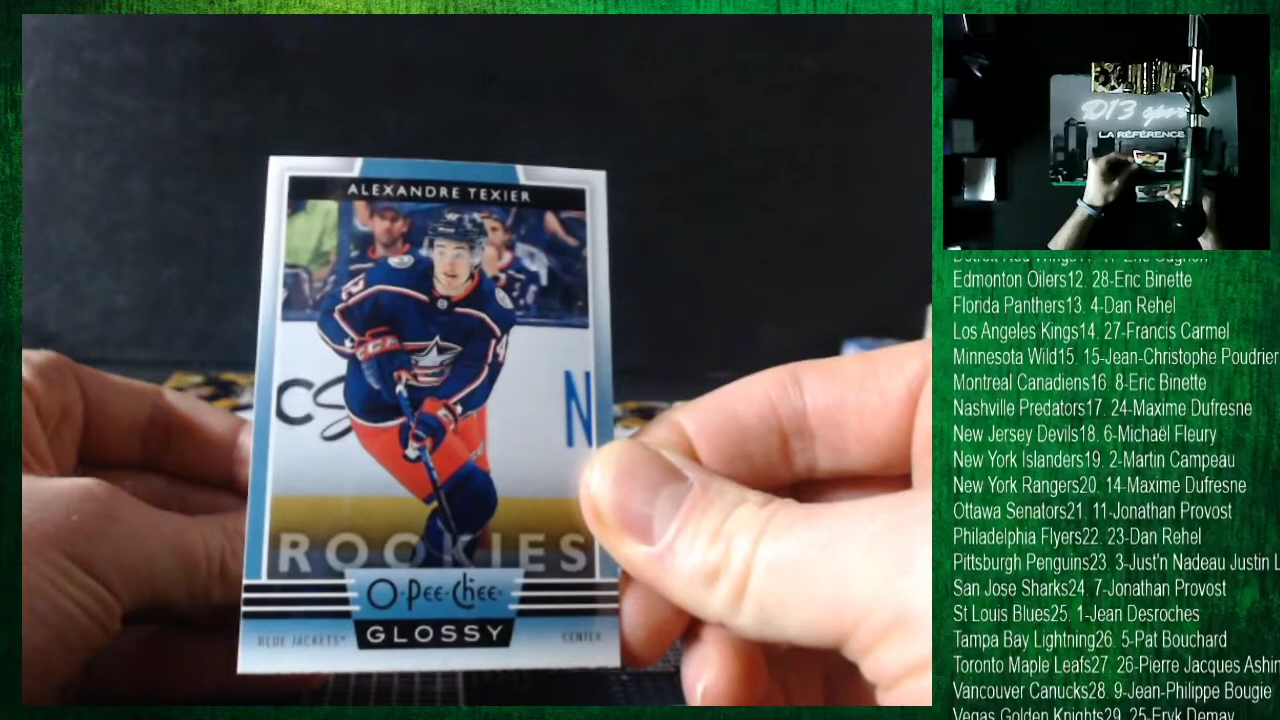 ALEXANDRE TEXIER
ROOKIES
O-Pee-Chee
GLOSSY
BLUE JACKETS
CENTER
CCM
N
D13
LA RÉFÉRENCE
Edmonton Oilers12. 28-Eric Binette
Florida Panthers13. 4-Dan Rehel
Los Angeles Kings14. 27-Francis Carmel
Minnesota Wild15. 15-Jean-Christophe Poudrier
Montreal Canadiens16. 8-Eric Binette
Nashville Predators17. 24-Maxime Dufresne
New Jersey Devils18. 6-Michaël Fleury
New York Islanders19. 2-Martin Campeau
New York Rangers20. 14-Maxime Dufresne
Ottawa Senators21. 11-Jonathan Provost
Philadelphia Flyers22. 23-Dan Rehel
Pittsburgh Penguins23. 3-Just'n Nadeau Justin L
San Jose Sharks24. 7-Jonathan Provost
St Louis Blues25. 1-Jean Desroches
Tampa Bay Lightning26. 5-Pat Bouchard
Toronto Maple Leafs27. 26-Pierre Jacques Ashin
Vancouver Canucks28. 9-Jean-Philippe Bougie
Vegas Golden Knights29. 25-Eryk Demay